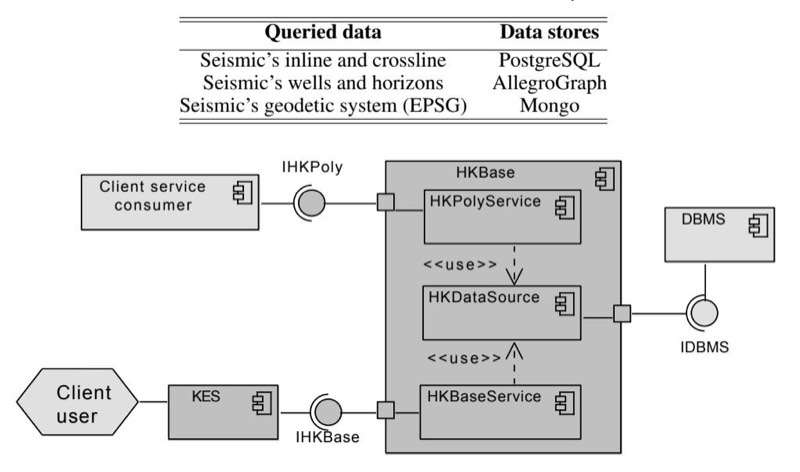 Queried data Data stores
Seismic's inline and crossline PostgreSQL
Seismic's wells and horizons AllegroGraph
Seismic's geodetic system (EPSG) Mongo
IHKPoly
HKBase
Client service
consumer
HKPolyService
DBMS
<<use>>
HKDataSource
IDBMS
<<use>>
Client
user
KES
HKBaseService
IHKBase